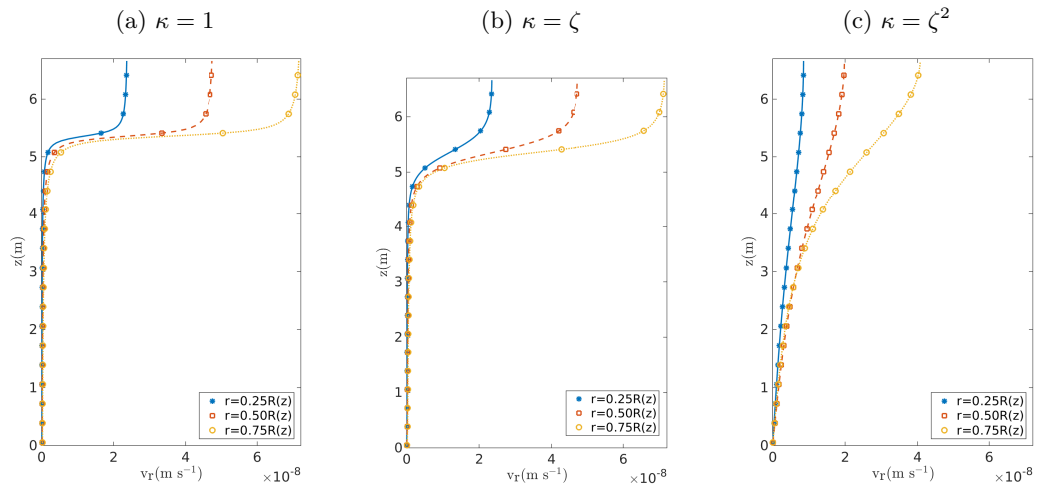 (a) κ = 1
6
5
4
3
2
1
0
z(m)
r=0.25R(z)
r=0.50R(z)
r=0.75R(z)
0 2 4 6
vr(m s⁻¹)
×10⁻⁸
(b) κ = ζ
6
5
4
3
2
1
0
z(m)
r=0.25R(z)
r=0.50R(z)
r=0.75R(z)
0 2 4 6
vr(m s⁻¹)
×10⁻⁸
(c) κ = ζ²
6
5
4
3
2
1
0
z(m)
r=0.25R(z)
r=0.50R(z)
r=0.75R(z)
0 2 4 6
vr(m s⁻¹)
×10⁻⁸